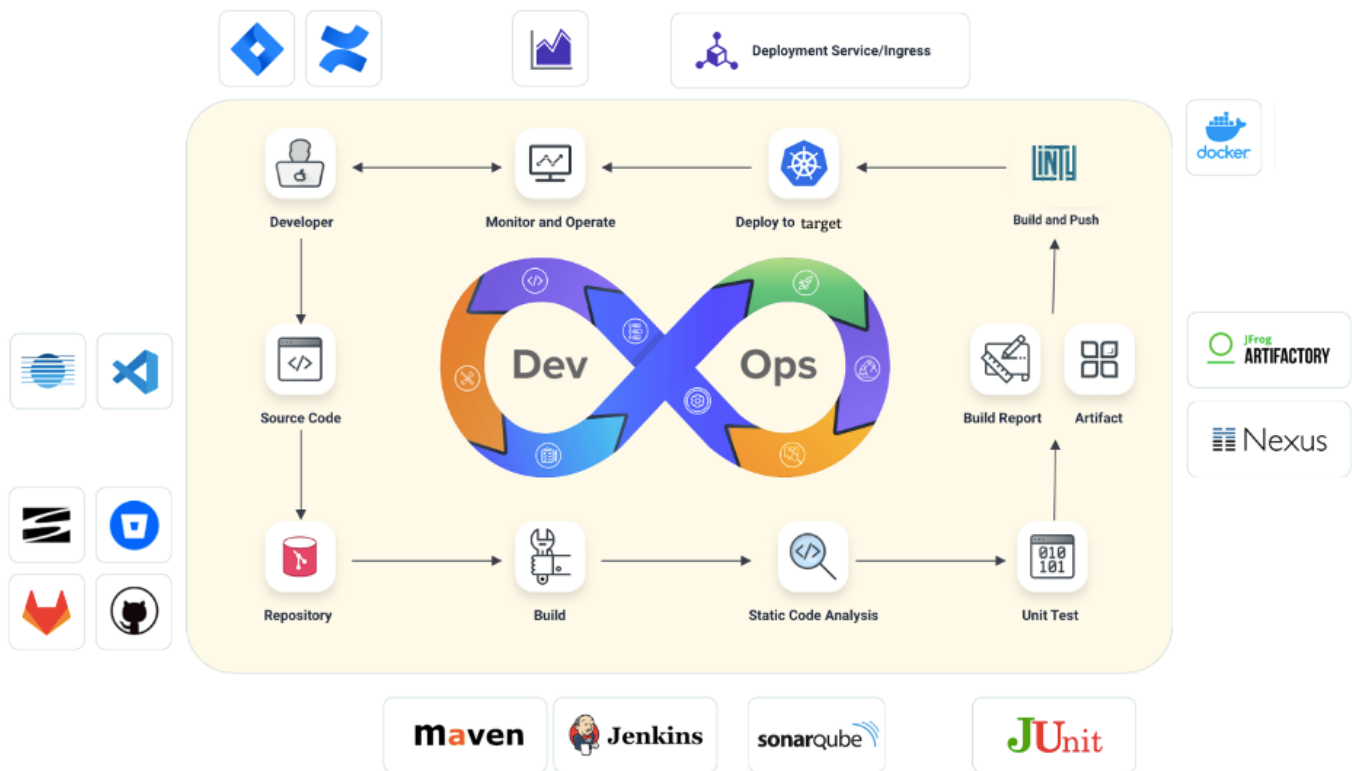 Deployment Service/Ingress
docker
LiNTY
Developer
Monitor and Operate
Deploy to target
Build and Push
Dev
Ops
</>
Source Code
Build Report
Artifact
JFrog
ARTIFACTORY
Nexus
010
101
Repository
Build
Static Code Analysis
Unit Test
maven
Jenkins
sonarqube
JUnit